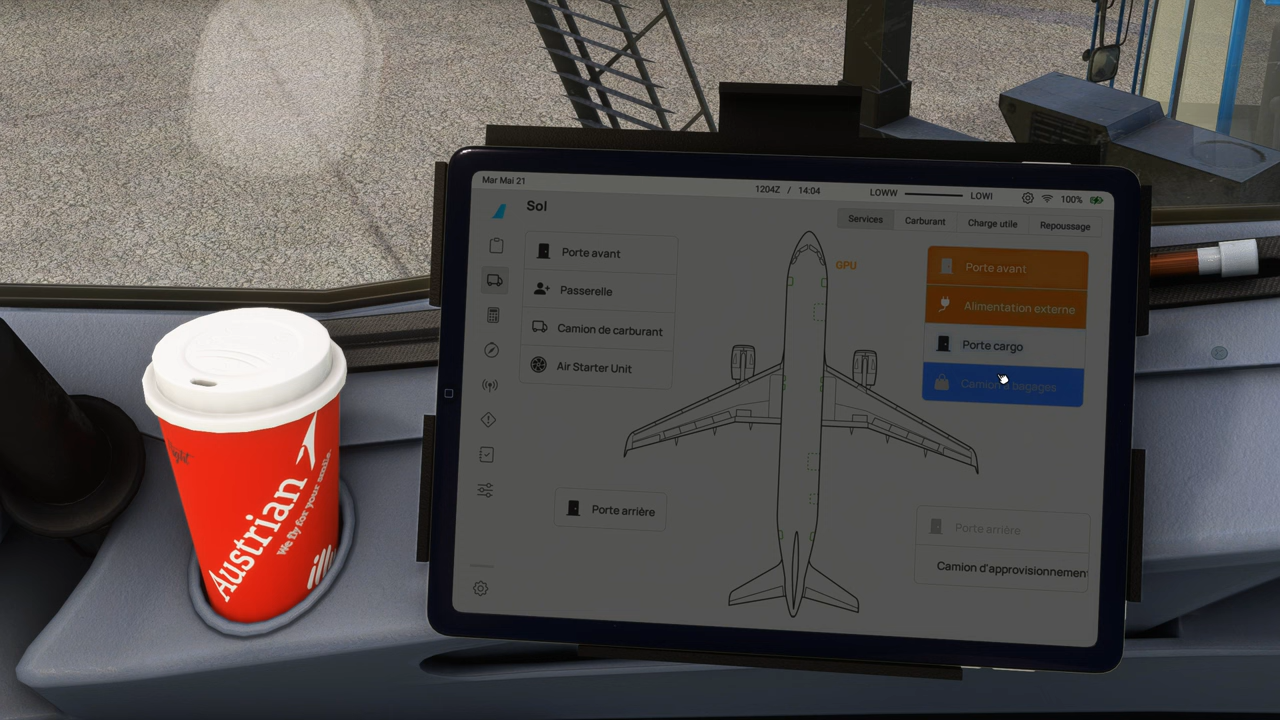 Mar Mai 21
1204Z / 14:04
LOWW
LOWI
100%
Sol
Services
Carburant
Charge utile
Repoussage
Porte avant
Passerelle
Camion de carburant
Air Starter Unit
GPU
Porte avant
Alimentation externe
Porte cargo
Camion à bagages
Porte arrière
Porte arrière
Camion d'approvisionnement
Austrian
We fly for your smile.